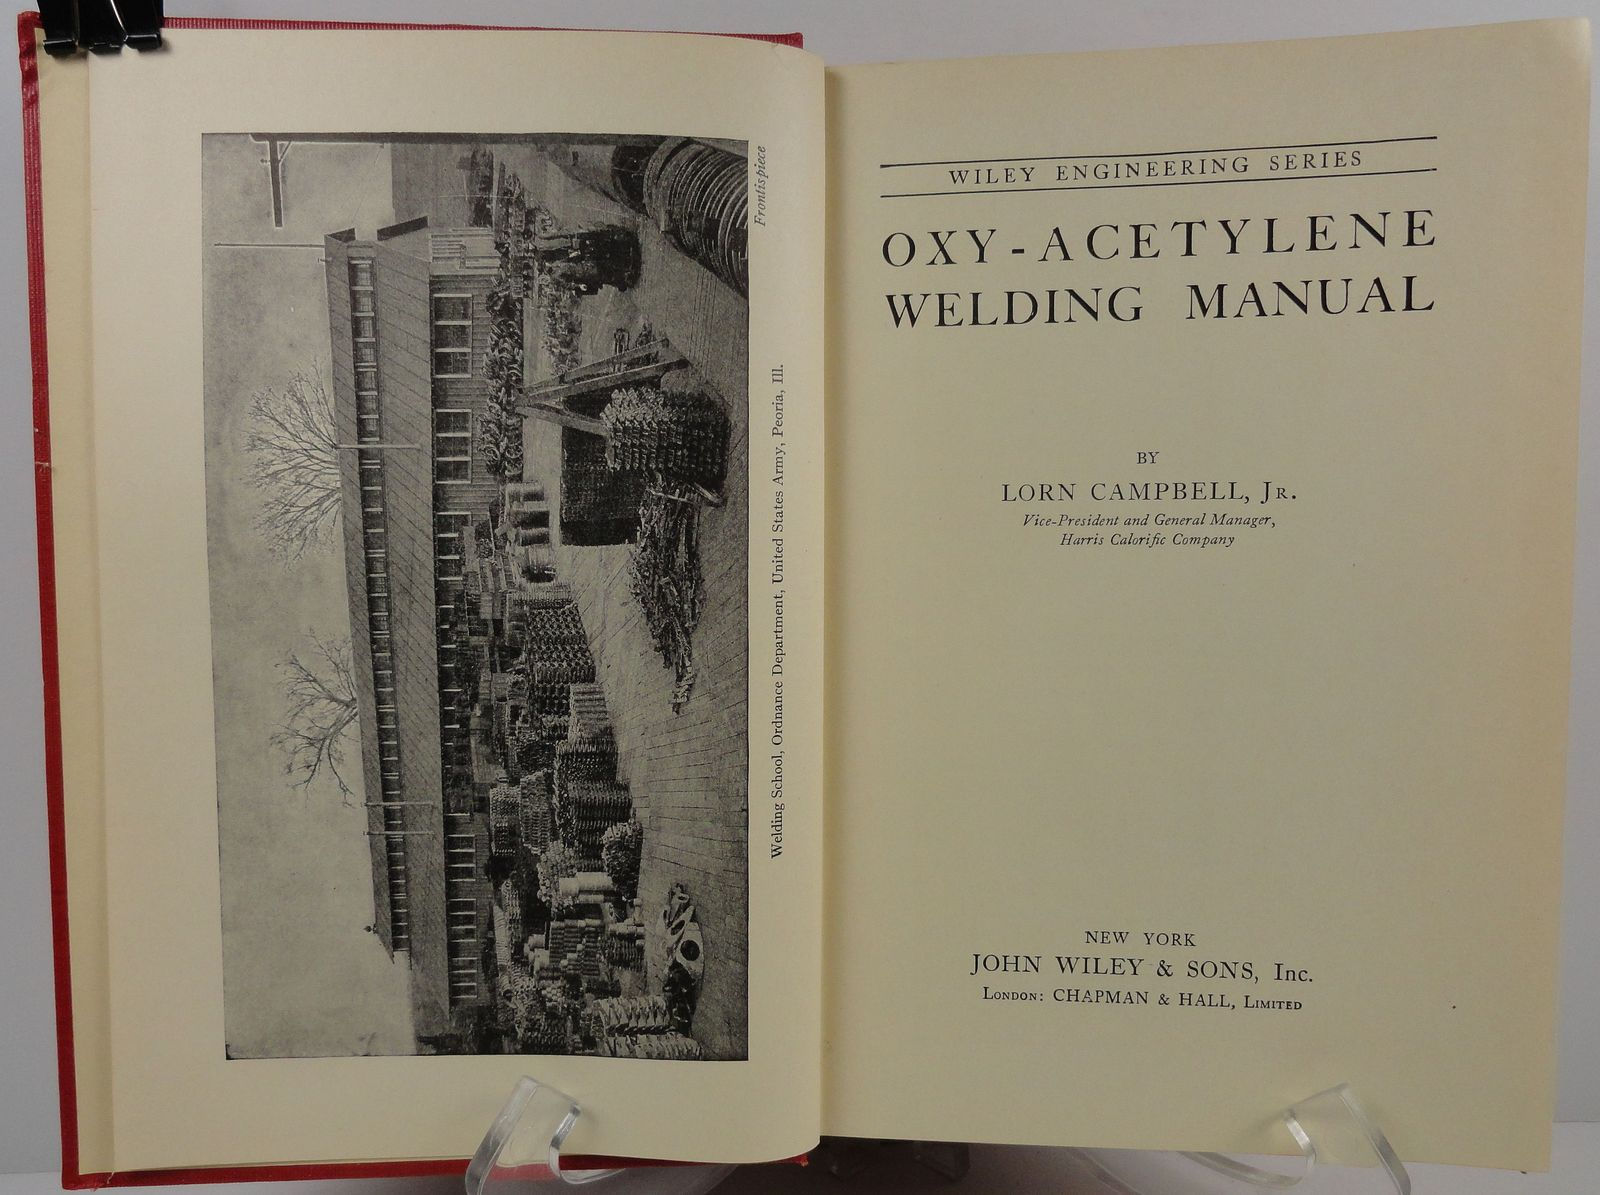 Frontispiece
Welding School, Ordnance Department, United States Army, Peoria, Ill.
WILEY ENGINEERING SERIES
OXY-ACETYLENE
WELDING MANUAL
BY
LORN CAMPBELL, JR.
Vice-President and General Manager,
Harris Calorific Company
NEW YORK
JOHN WILEY & SONS, Inc.
LONDON: CHAPMAN & HALL, LIMITED